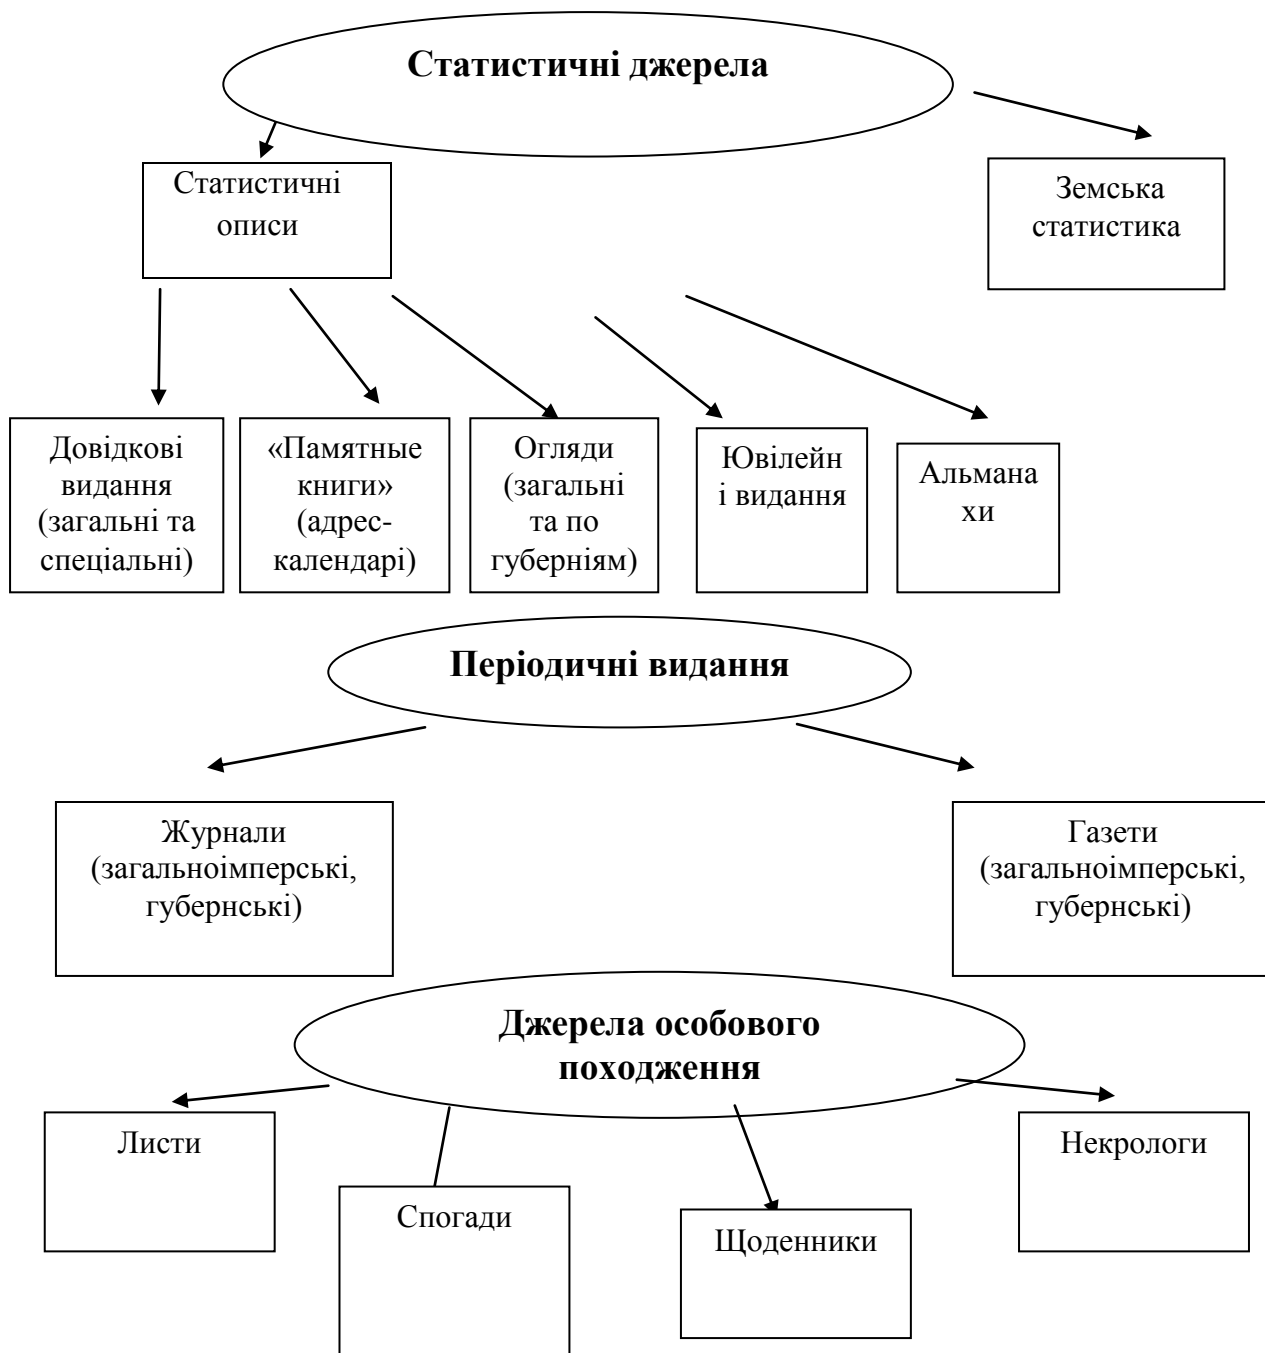 Статистичні джерела
Статистичні
описи
Земська
статистика
Довідкові
видання
(загальні та
спеціальні)
«Памятные
книги»
(адрес-
календарі)
Огляди
(загальні
та по
губерніям)
Ювілейн
і видання
Альмана
хи
Періодичні видання
Журнали
(загальноімперські,
губернські)
Газети
(загальноімперські,
губернські)
Джерела особового
походження
Листи
Спогади
Щоденники
Некрологи